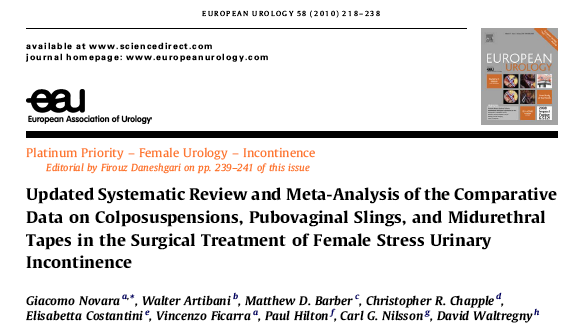 EUROPEAN UROLOGY 58 (2010) 218–238
available at www.sciencedirect.com
journal homepage: www.europeanurology.com
EUROPEAN
UROLOGY
eau
European Association of Urology
Platinum Priority – Female Urology – Incontinence
Editorial by Firouz Daneshgari on pp. 239–241 of this issue
Updated Systematic Review and Meta-Analysis of the Comparative
Data on Colposuspensions, Pubovaginal Slings, and Midurethral
Tapes in the Surgical Treatment of Female Stress Urinary
Incontinence
Giacomo Novara a,*, Walter Artibani b, Matthew D. Barber c, Christopher R. Chapple d,
Elisabetta Costantini e, Vincenzo Ficarra a, Paul Hilton f, Carl G. Nilsson g, David Waltregny h